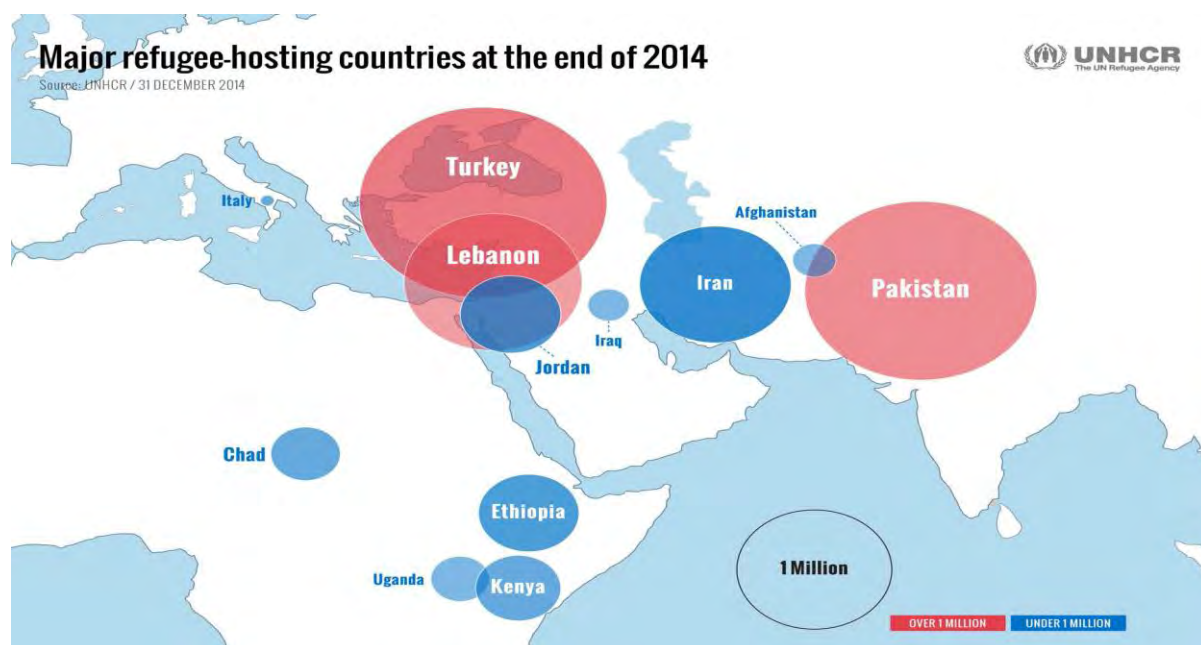 Major refugee-hosting countries at the end of 2014
Source: UNHCR / 31 DECEMBER 2014
UNHCR
The UN Refugee Agency
Turkey
Italy
Afghanistan
Lebanon
Iran
Pakistan
Iraq
Jordan
Chad
Ethiopia
1 Million
Uganda
Kenya
OVER 1 MILLION
UNDER 1 MILLION